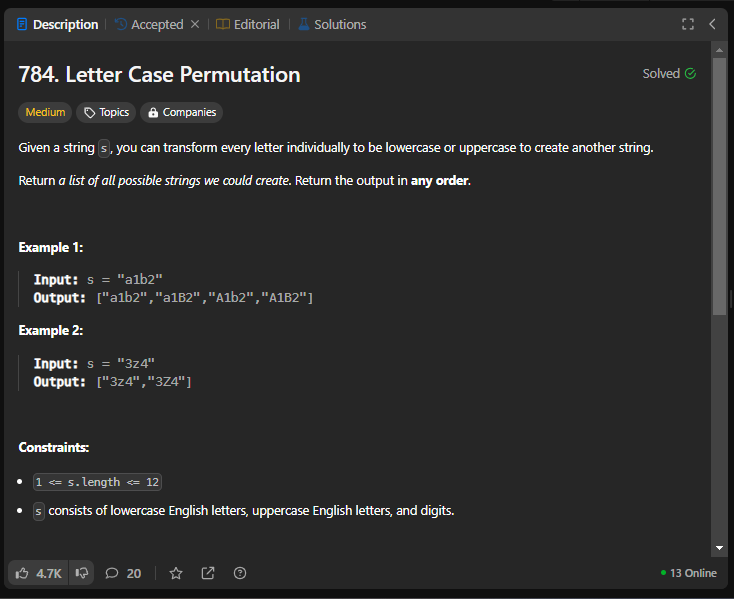 Description Accepted Editorial Solutions
784. Letter Case Permutation Solved
Medium Topics Companies
Given a string s, you can transform every letter individually to be lowercase or uppercase to create another string.
Return a list of all possible strings we could create. Return the output in any order.
Example 1:
Input: s = "a1b2"
Output: ["a1b2","a1B2","A1b2","A1B2"]
Example 2:
Input: s = "3z4"
Output: ["3z4","3Z4"]
Constraints:
1 <= s.length <= 12
s consists of lowercase English letters, uppercase English letters, and digits.
4.7K 20 13 Online